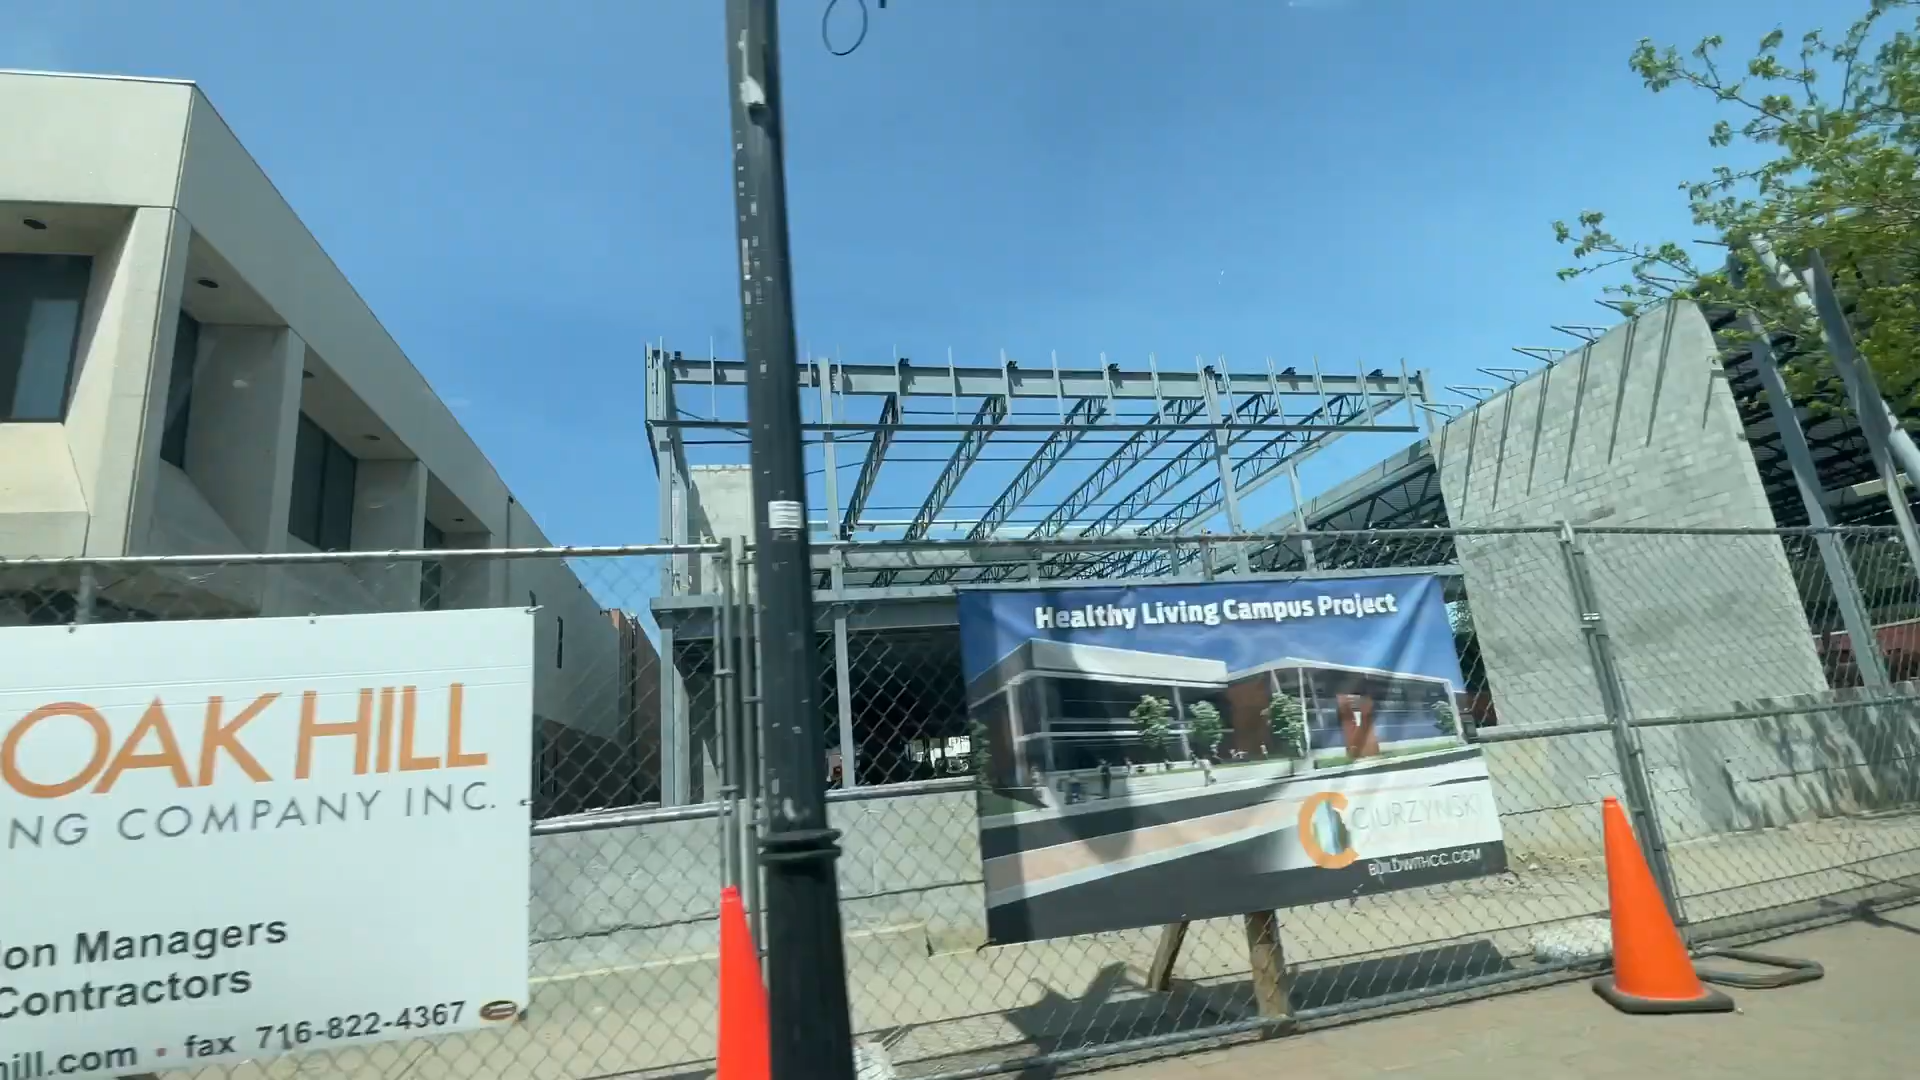 OAK HILL
NG COMPANY INC.
on Managers
Contractors
hill.com • fax 716-822-4367
Healthy Living Campus Project
CIURZYNSKI
BUILDWITHCC.COM